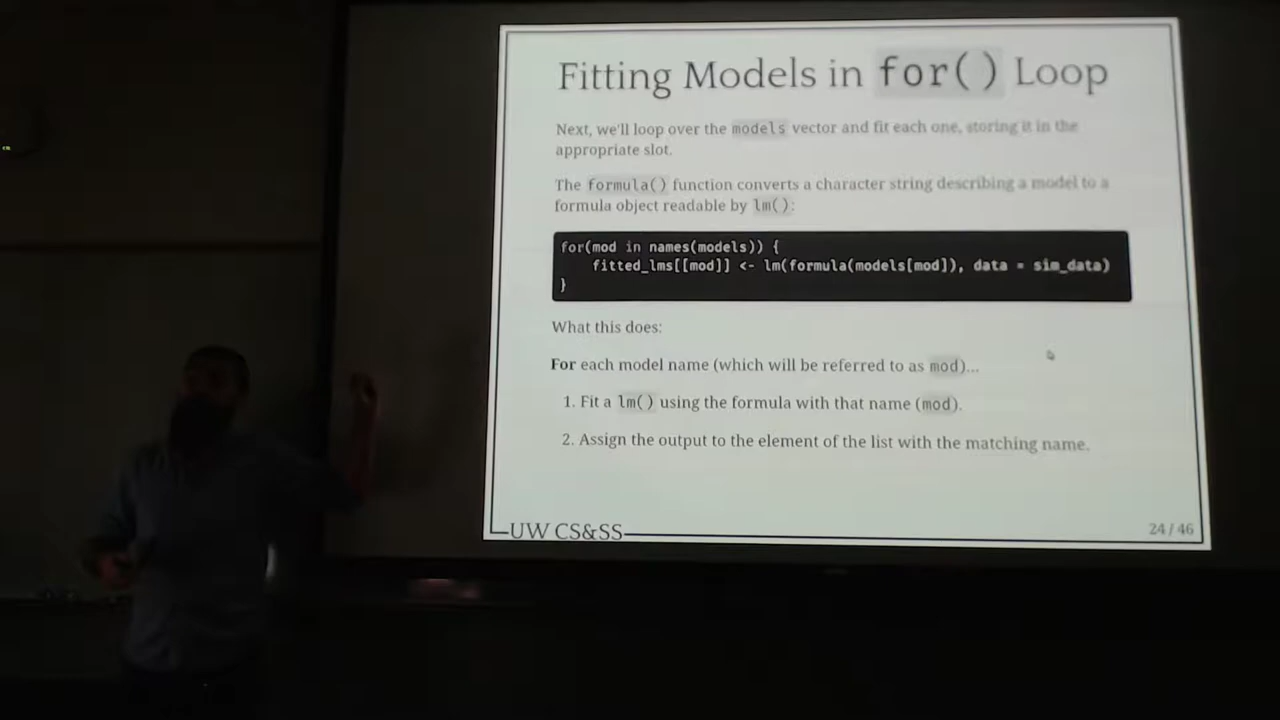 Fitting Models in for() Loop
Next, we'll loop over the models vector and fit each one, storing it in the
appropriate slot.
The formula() function converts a character string describing a model to a
formula object readable by lm():
for(mod in names(models)) {
    fitted_lms[[mod]] <- lm(formula(models[mod]), data = sim_data)
}
What this does:
For each model name (which will be referred to as mod)...
1. Fit a lm() using the formula with that name (mod).
2. Assign the output to the element of the list with the matching name.
UW CS&SS
24 / 46